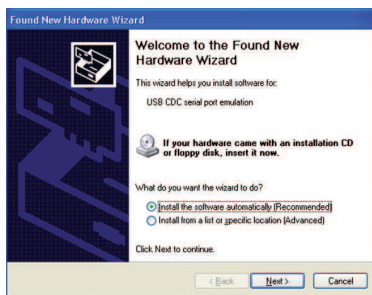 Found New Hardware Wizard
Welcome to the Found New
Hardware Wizard
This wizard helps you install software for:
USB CDC serial port emulation
If your hardware came with an installation CD
or floppy disk, insert it now.
What do you want the wizard to do?
Install the software automatically (Recommended)
Install from a list or specific location (Advanced)
Click Next to continue.
< Back Next > Cancel